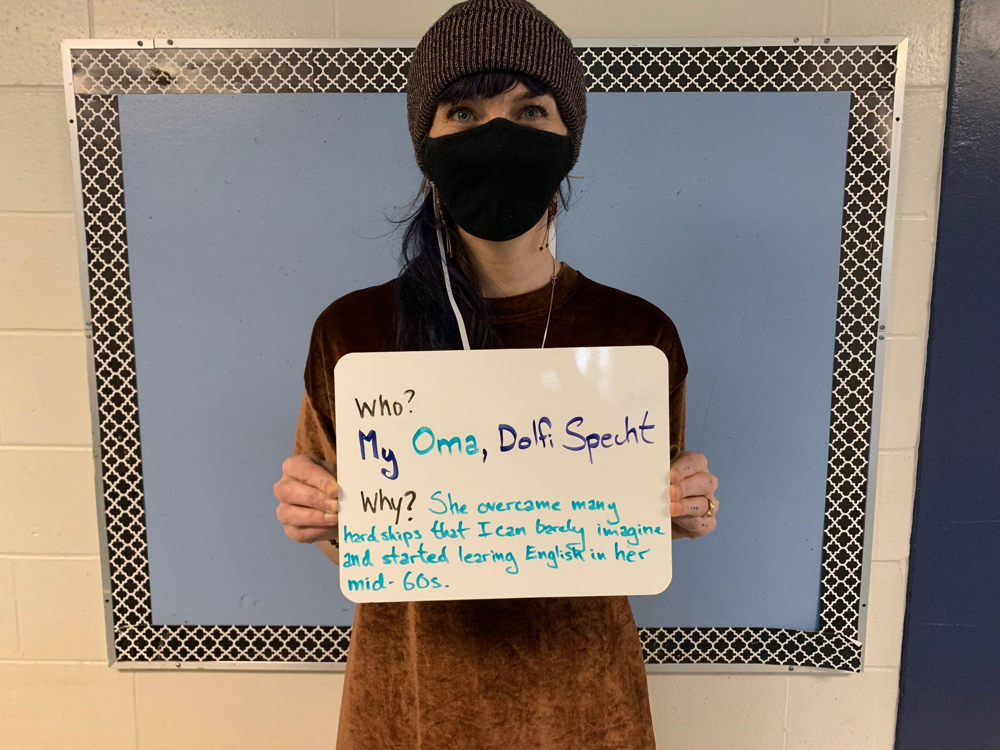 Who?
My Oma, Dolfi Specht
Why? She overcame many
hardships that I can barely imagine
and started learing English in her
mid-60s.